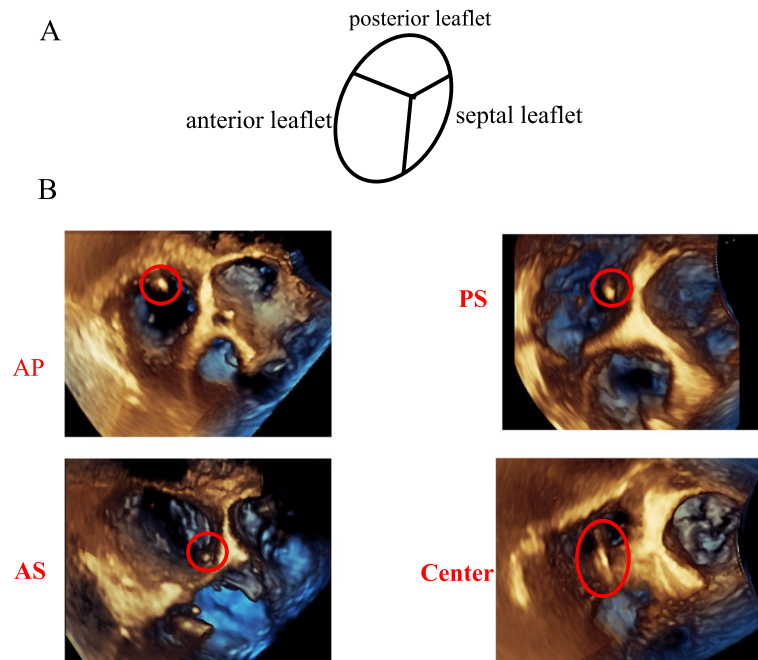 A
posterior leaflet
anterior leaflet
septal leaflet
B
AP
PS
AS
Center